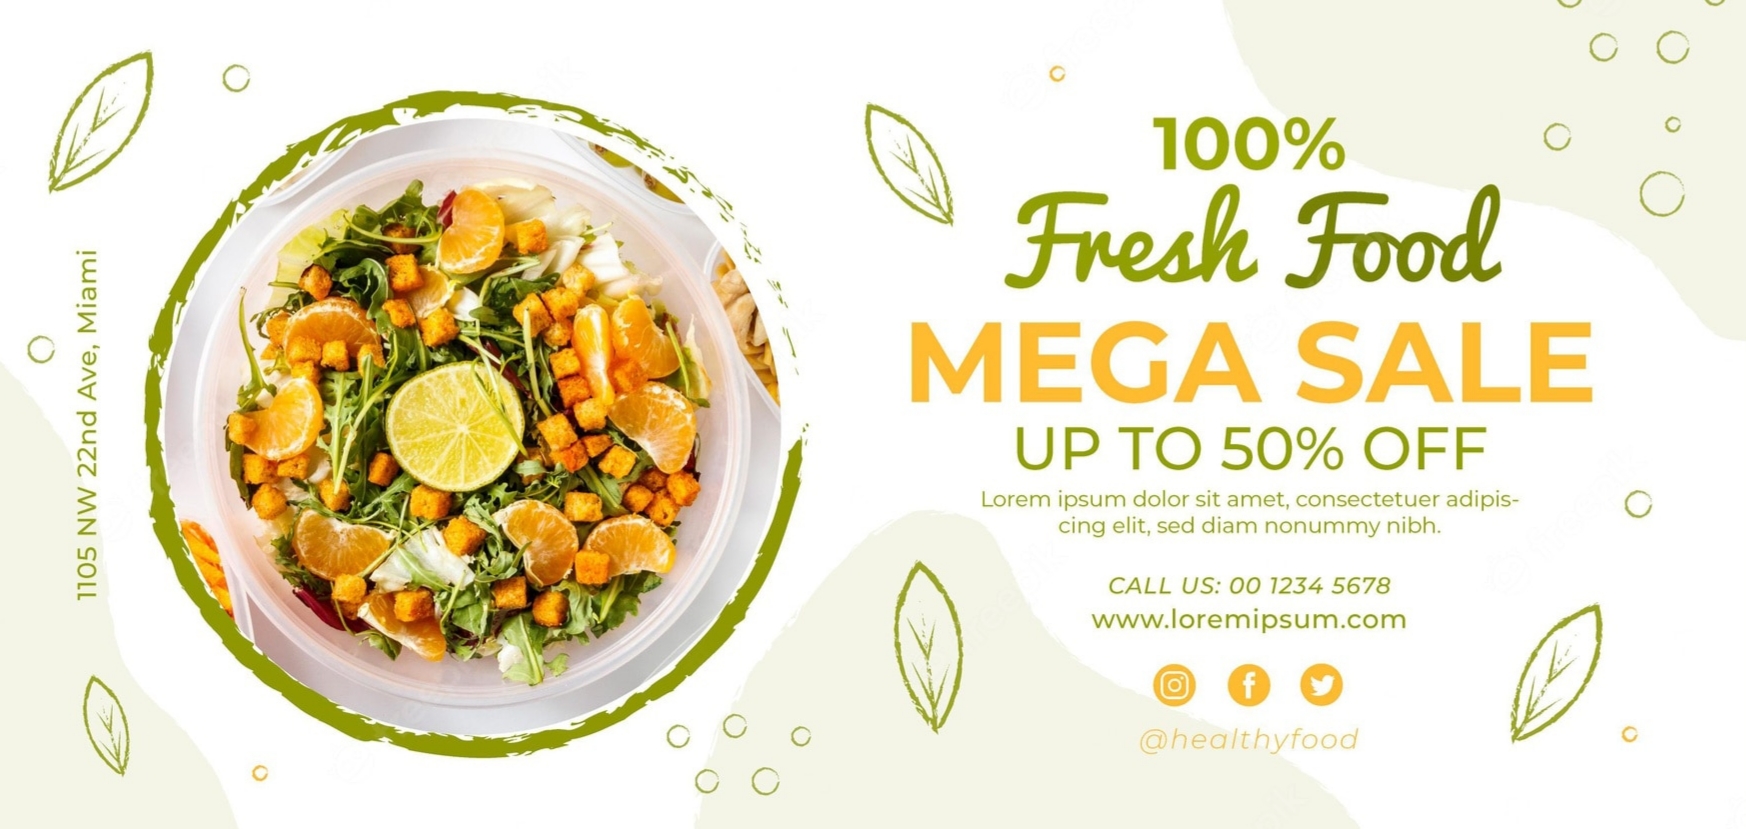 1105 NW 22nd Ave, Miami
100%
Fresh Food
MEGA SALE
UP TO 50% OFF
Lorem ipsum dolor sit amet, consectetuer adipis-
cing elit, sed diam nonummy nibh.
CALL US: 00 1234 5678
www.loremipsum.com
@healthyfood